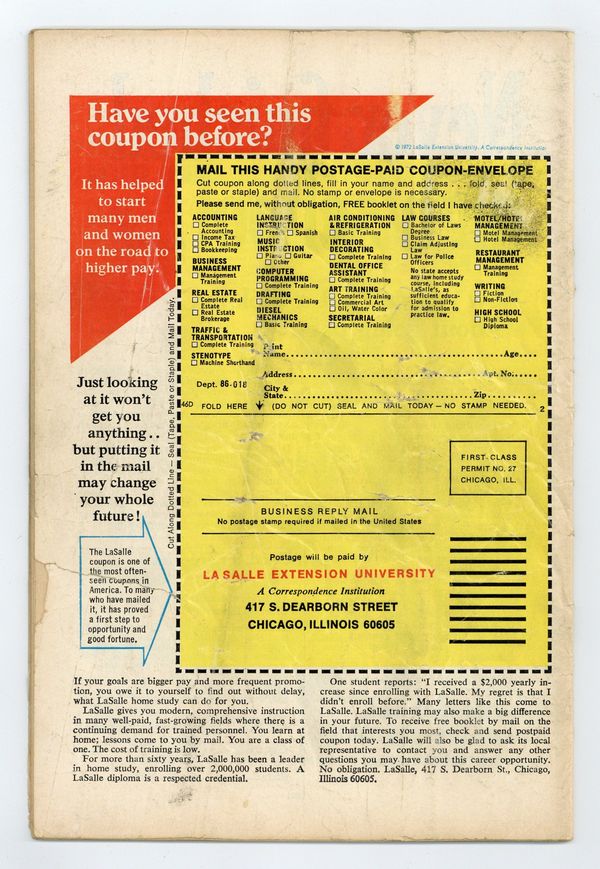 Have you seen this
coupon before?
© 1972 LaSalle Extension University, A Correspondence Institution
It has helped
to start
many men
and women
on the road to
higher pay.
MAIL THIS HANDY POSTAGE-PAID COUPON-ENVELOPE
Cut coupon along dotted lines, fill in your name and address . . . fold, seal (tape,
paste or staple) and mail. No stamp or envelope is necessary.
Please send me, without obligation, FREE booklet on the field I have checked:
ACCOUNTING
Complete
Accounting
Income Tax
CPA Training
Bookkeeping
BUSINESS
MANAGEMENT
Management
Training
REAL ESTATE
Complete Real
Estate
Real Estate
Brokerage
TRAFFIC &
TRANSPORTATION
Complete Training
STENOTYPE
Machine Shorthand
LANGUAGE
INSTRUCTION
French Spanish
MUSIC
INSTRUCTION
Piano Guitar
Other
COMPUTER
PROGRAMMING
Complete Training
DRAFTING
Complete Training
DIESEL
MECHANICS
Basic Training
AIR CONDITIONING
& REFRIGERATION
Basic Training
INTERIOR
DECORATING
Complete Training
DENTAL OFFICE
ASSISTANT
Complete Training
ART TRAINING
Complete Training
Commercial Art
Oil, Water Color
SECRETARIAL
Complete Training
LAW COURSES
Bachelor of Laws
Degree
Business Law
Claim Adjusting
Law
Law for Police
Officers
No state accepts
any law home study
course, including
LaSalle's, as
sufficient educa-
tion to qualify
for admission to
practice law.
MOTEL/HOTEL
MANAGEMENT
Motel Management
Hotel Management
RESTAURANT
MANAGEMENT
Management
Training
WRITING
Fiction
Non-Fiction
HIGH SCHOOL
High School
Diploma
Print
Name Age
Address Apt. No.
Dept. 86-018 City &
State Zip
46D FOLD HERE (DO NOT CUT) SEAL AND MAIL TODAY — NO STAMP NEEDED. 2
Cut Along Dotted Line — Seal (Tape, Paste or Staple) and Mail Today.
Just looking
at it won't
get you
anything . .
but putting it
in the mail
may change
your whole
future!
The LaSalle
coupon is one of
the most often-
seen coupons in
America. To many
who have mailed
it, it has proved
a first step to
opportunity and
good fortune.
FIRST CLASS
PERMIT NO. 27
CHICAGO, ILL.
BUSINESS REPLY MAIL
No postage stamp required if mailed in the United States
Postage will be paid by
LA SALLE EXTENSION UNIVERSITY
A Correspondence Institution
417 S. DEARBORN STREET
CHICAGO, ILLINOIS 60605
If your goals are bigger pay and more frequent promo-
tion, you owe it to yourself to find out without delay,
what LaSalle home study can do for you.
LaSalle gives you modern, comprehensive instruction
in many well-paid, fast-growing fields where there is a
continuing demand for trained personnel. You learn at
home; lessons come to you by mail. You are a class of
one. The cost of training is low.
For more than sixty years, LaSalle has been a leader
in home study, enrolling over 2,000,000 students. A
LaSalle diploma is a respected credential.
One student reports: "I received a $2,000 yearly in-
crease since enrolling with LaSalle. My regret is that I
didn't enroll before." Many letters like this come to
LaSalle. LaSalle training may also make a big difference
in your future. To receive free booklet by mail on the
field that interests you most, check and send postpaid
coupon today. LaSalle will also be glad to ask its local
representative to contact you and answer any other
questions you may have about this career opportunity.
No obligation. LaSalle, 417 S. Dearborn St., Chicago,
Illinois 60605.